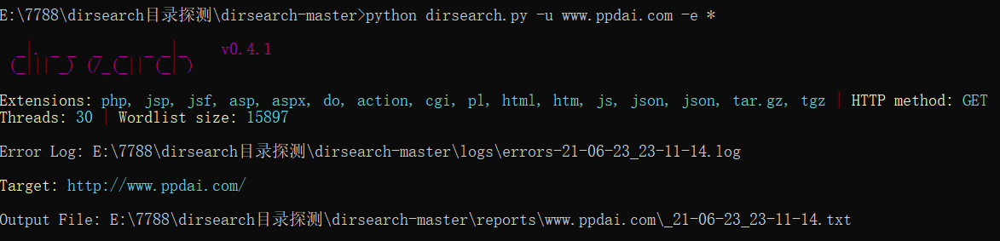 E:\7788\dirsearch目录探测\dirsearch-master>python dirsearch.py -u www.ppdai.com -e *
dirsearch v0.4.1
Extensions: php, jsp, jsf, asp, aspx, do, action, cgi, pl, html, htm, js, json, json, tar.gz, tgz | HTTP method: GET
Threads: 30 | Wordlist size: 15897
Error Log: E:\7788\dirsearch目录探测\dirsearch-master\logs\errors-21-06-23_23-11-14.log
Target: http://www.ppdai.com/
Output File: E:\7788\dirsearch目录探测\dirsearch-master\reports\www.ppdai.com\_21-06-23_23-11-14.txt